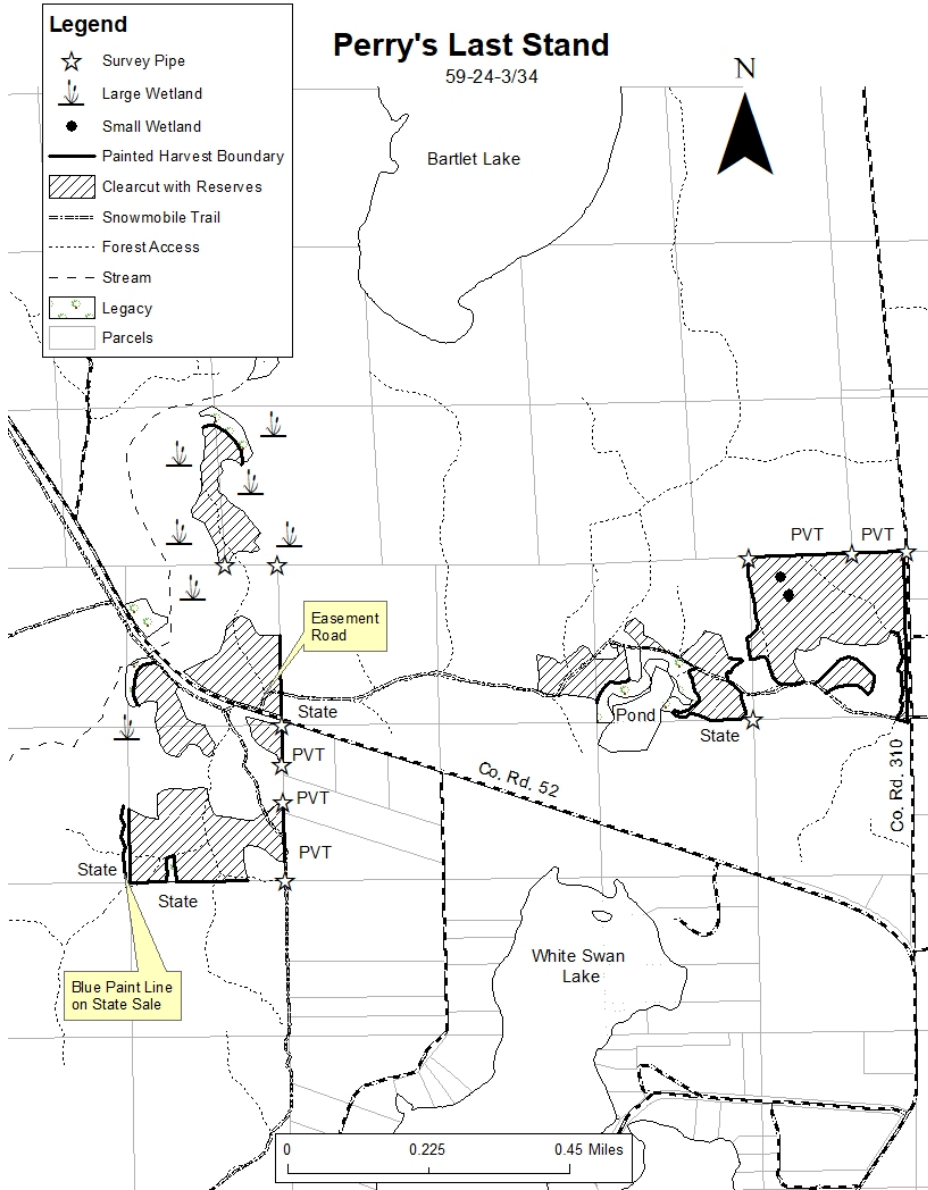 Legend
Survey Pipe
Large Wetland
Small Wetland
Painted Harvest Boundary
Clearcut with Reserves
Snowmobile Trail
Forest Access
Stream
Legacy
Parcels
Perry's Last Stand
59-24-3/34
N
Bartlet Lake
PVT
PVT
Easement
Road
State
Pond
State
PVT
Co. Rd. 52
Co. Rd. 310
PVT
PVT
State
State
White Swan
Lake
Blue Paint Line
on State Sale
0
0.225
0.45 Miles